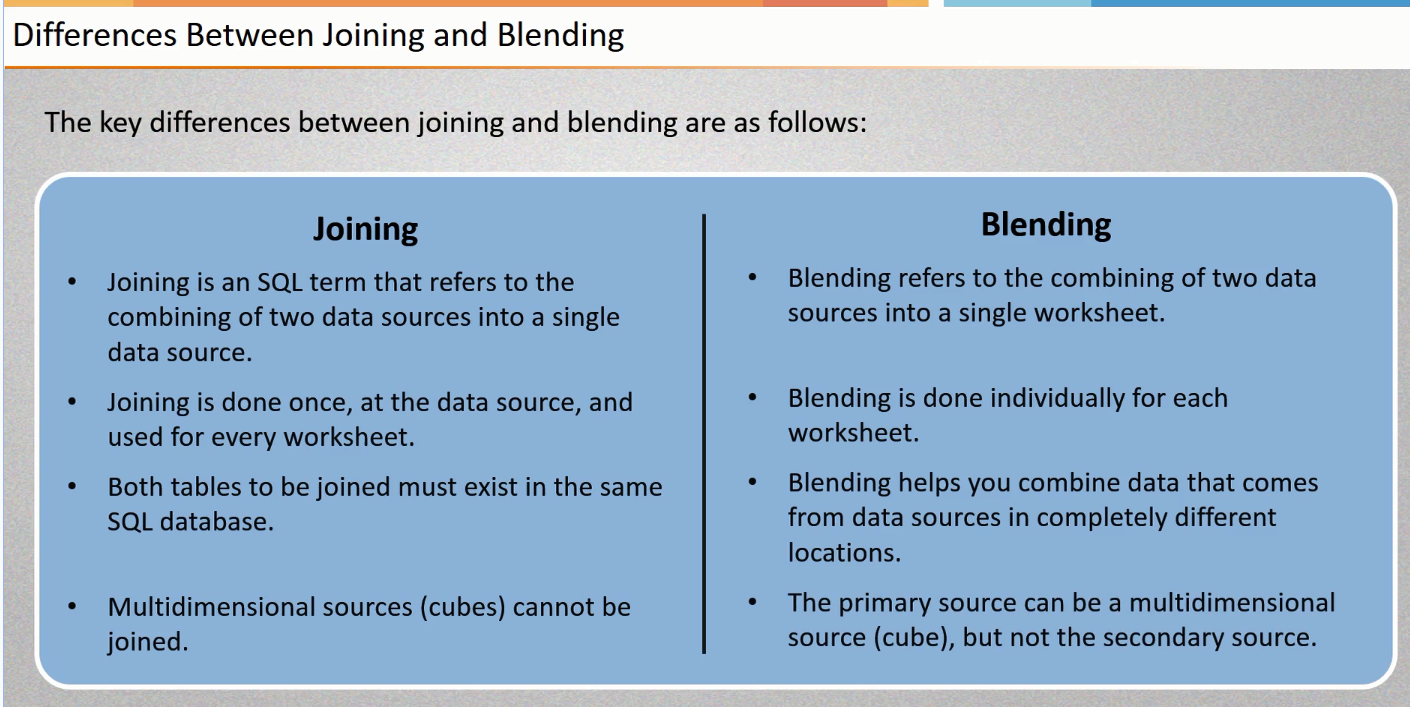 Differences Between Joining and Blending
The key differences between joining and blending are as follows:
Joining
• Joining is an SQL term that refers to the
combining of two data sources into a single
data source.
• Joining is done once, at the data source, and
used for every worksheet.
• Both tables to be joined must exist in the same
SQL database.
• Multidimensional sources (cubes) cannot be
joined.
Blending
• Blending refers to the combining of two data
sources into a single worksheet.
• Blending is done individually for each
worksheet.
• Blending helps you combine data that comes
from data sources in completely different
locations.
• The primary source can be a multidimensional
source (cube), but not the secondary source.